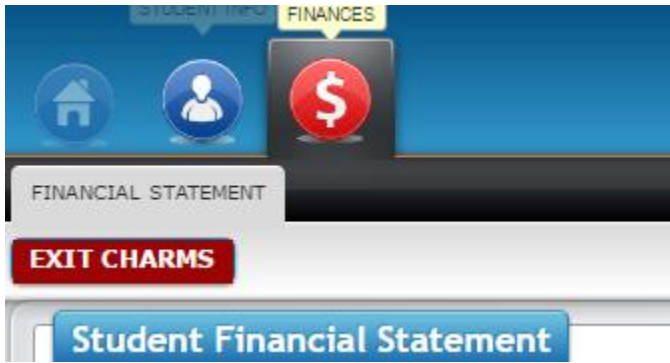 STUDENT INFO
FINANCES
FINANCIAL STATEMENT
EXIT CHARMS
Student Financial Statement